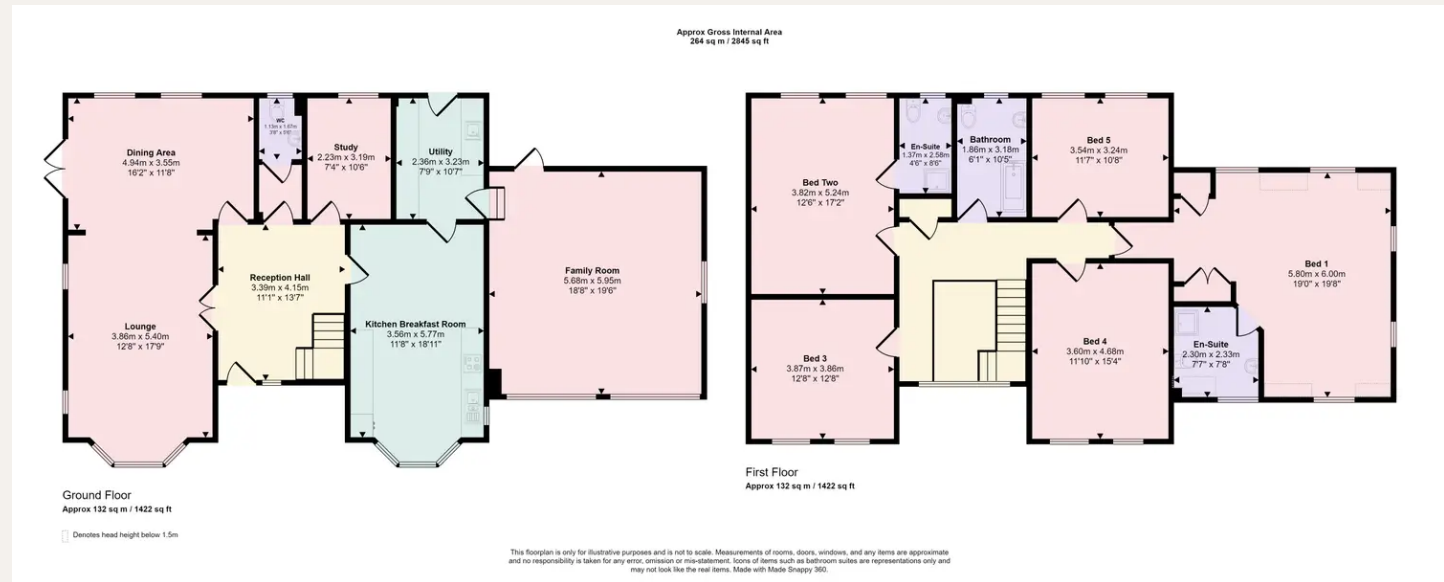 Approx Gross Internal Area
264 sq m / 2845 sq ft
Dining Area
4.94m x 3.55m
16'2" x 11'8"
WC
Study
2.23m x 3.19m
7'4" x 10'6"
Utility
2.36m x 3.23m
7'9" x 10'7"
Reception Hall
3.39m x 4.15m
11'1" x 13'7"
Family Room
5.68m x 5.95m
18'8" x 19'6"
Lounge
3.86m x 5.40m
12'8" x 17'9"
Kitchen Breakfast Room
3.56m x 5.77m
11'8" x 18'11"
Ground Floor
Approx 132 sq m / 1422 sq ft
Denotes head height below 1.5m
Bed Two
3.82m x 5.24m
12'6" x 17'2"
En-Suite
1.37m x 2.58m
4'6" x 8'6"
Bathroom
1.86m x 3.18m
6'1" x 10'5"
Bed 5
3.54m x 3.24m
11'7" x 10'8"
Bed 1
5.80m x 6.00m
19'0" x 19'8"
Bed 3
3.87m x 3.86m
12'8" x 12'8"
Bed 4
3.60m x 4.68m
11'10" x 15'4"
En-Suite
2.30m x 2.33m
7'7" x 7'8"
First Floor
Approx 132 sq m / 1422 sq ft
This floorplan is only for illustrative purposes and is not to scale. Measurements of rooms, doors, windows, and any items are approximate
and no responsibility is taken for any error, omission or mis-statement. Icons of items such as bathroom suites are representations only and
may not look like the real items. Made with Made Snappy 360.